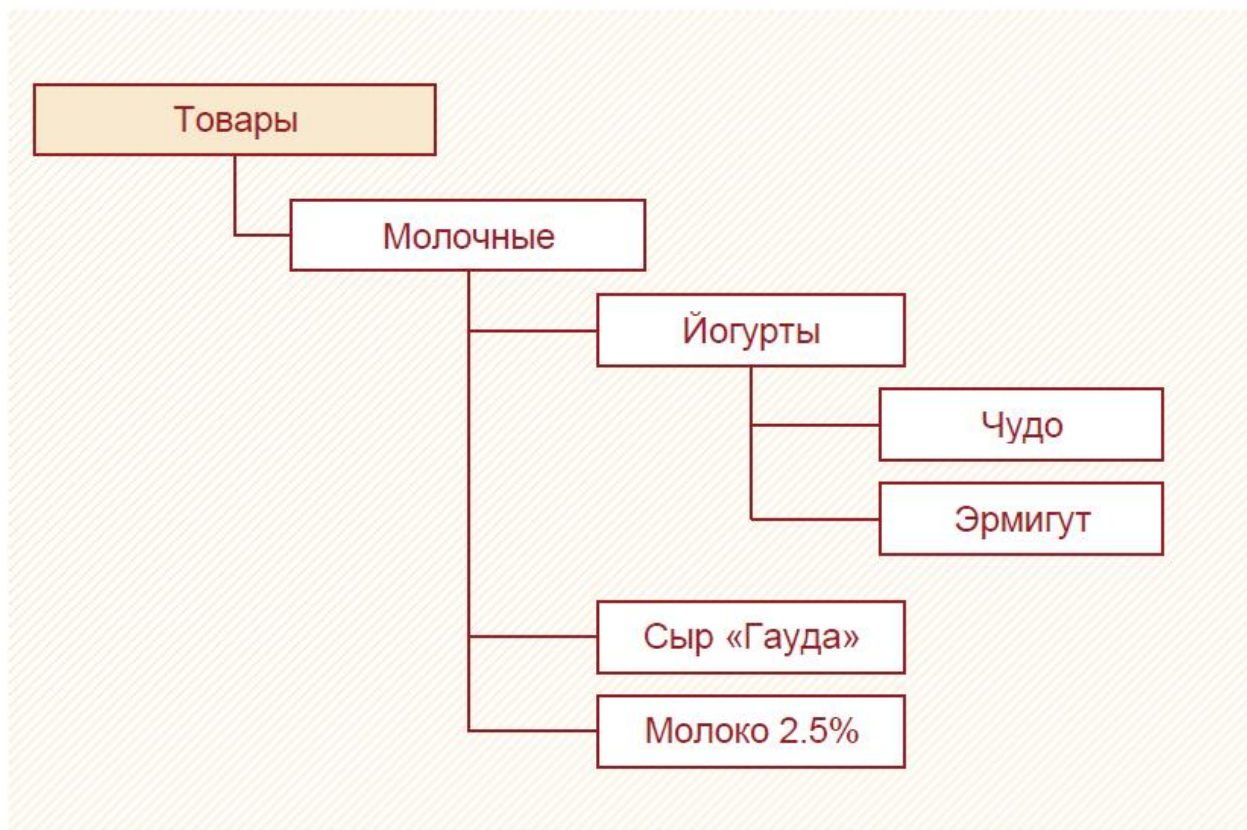 Товары
Молочные
Йогурты
Чудо
Эрмигут
Сыр «Гауда»
Молоко 2.5%